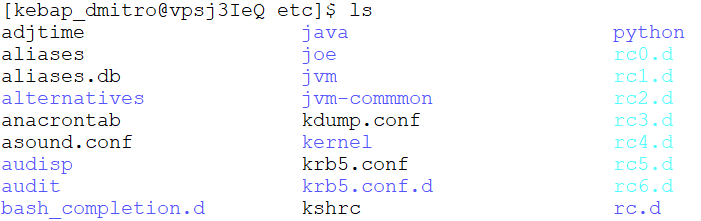 [kebap_dmitro@vpsj3IeQ etc]$ ls
adjtime java python
aliases joe rc0.d
aliases.db jvm rc1.d
alternatives jvm-commmon rc2.d
anacrontab kdump.conf rc3.d
asound.conf kernel rc4.d
audisp krb5.conf rc5.d
audit krb5.conf.d rc6.d
bash_completion.d kshrc rc.d